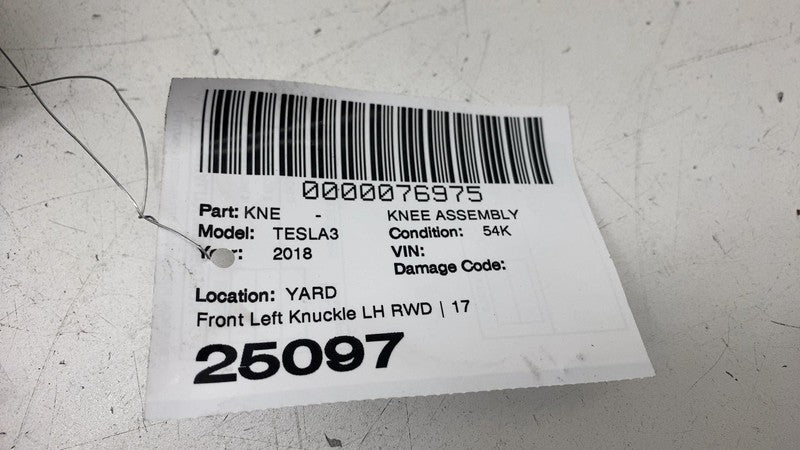 0000076975
Part: KNE - KNEE ASSEMBLY
Model: TESLA3 Condition: 54K
Year: 2018 VIN:
Damage Code:
Location: YARD
Front Left Knuckle LH RWD | 17
25097